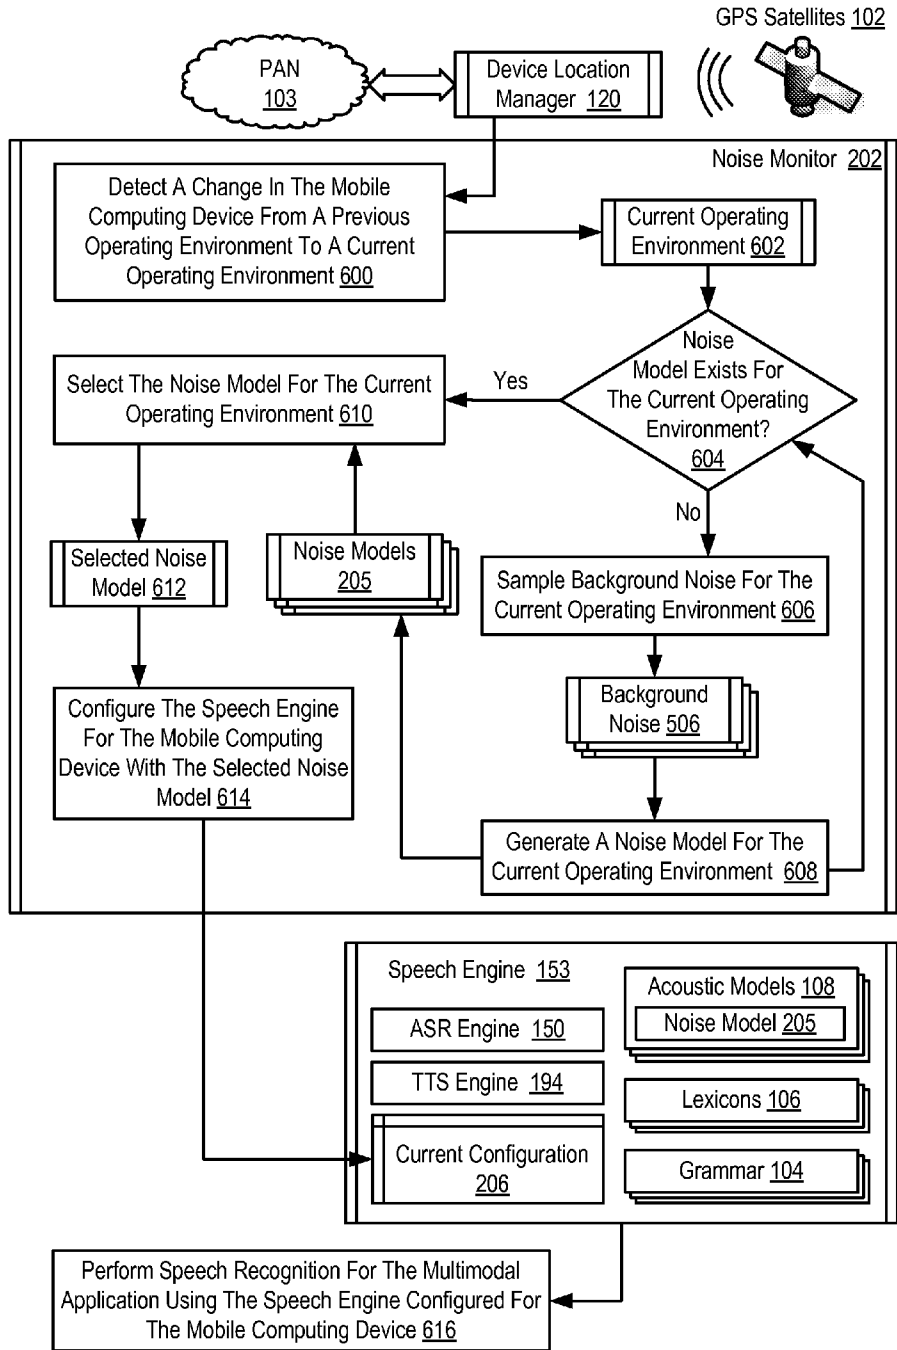 GPS Satellites 102
PAN
103
Device Location
Manager 120
Noise Monitor 202
Detect A Change In The Mobile
Computing Device From A Previous
Operating Environment To A Current
Operating Environment 600
Current Operating
Environment 602
Noise
Model Exists For
The Current Operating
Environment?
604
Yes
No
Select The Noise Model For The Current
Operating Environment 610
Selected Noise
Model 612
Noise Models
205
Sample Background Noise For The
Current Operating Environment 606
Background
Noise 506
Configure The Speech Engine
For The Mobile Computing
Device With The Selected Noise
Model 614
Generate A Noise Model For The
Current Operating Environment 608
Speech Engine 153
ASR Engine 150
TTS Engine 194
Current Configuration
206
Acoustic Models 108
Noise Model 205
Lexicons 106
Grammar 104
Perform Speech Recognition For The Multimodal
Application Using The Speech Engine Configured For
The Mobile Computing Device 616